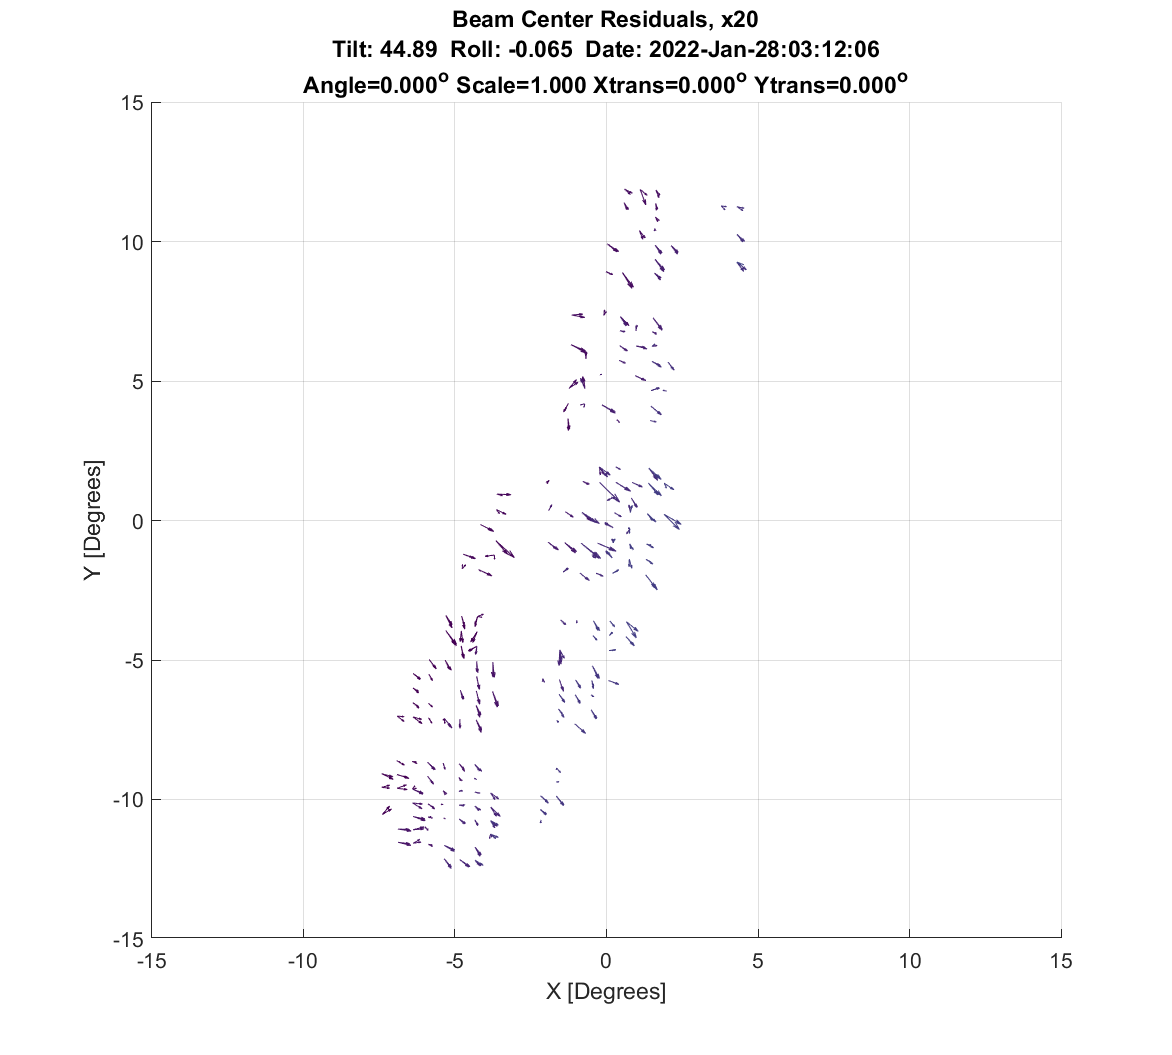 Beam Center Residuals, x20
Tilt: 44.89  Roll: -0.065  Date: 2022-Jan-28:03:12:06
Angle=0.000° Scale=1.000 Xtrans=0.000° Ytrans=0.000°
15
10
5
0
-5
-10
-15
Y [Degrees]
-15 -10 -5 0 5 10 15
X [Degrees]